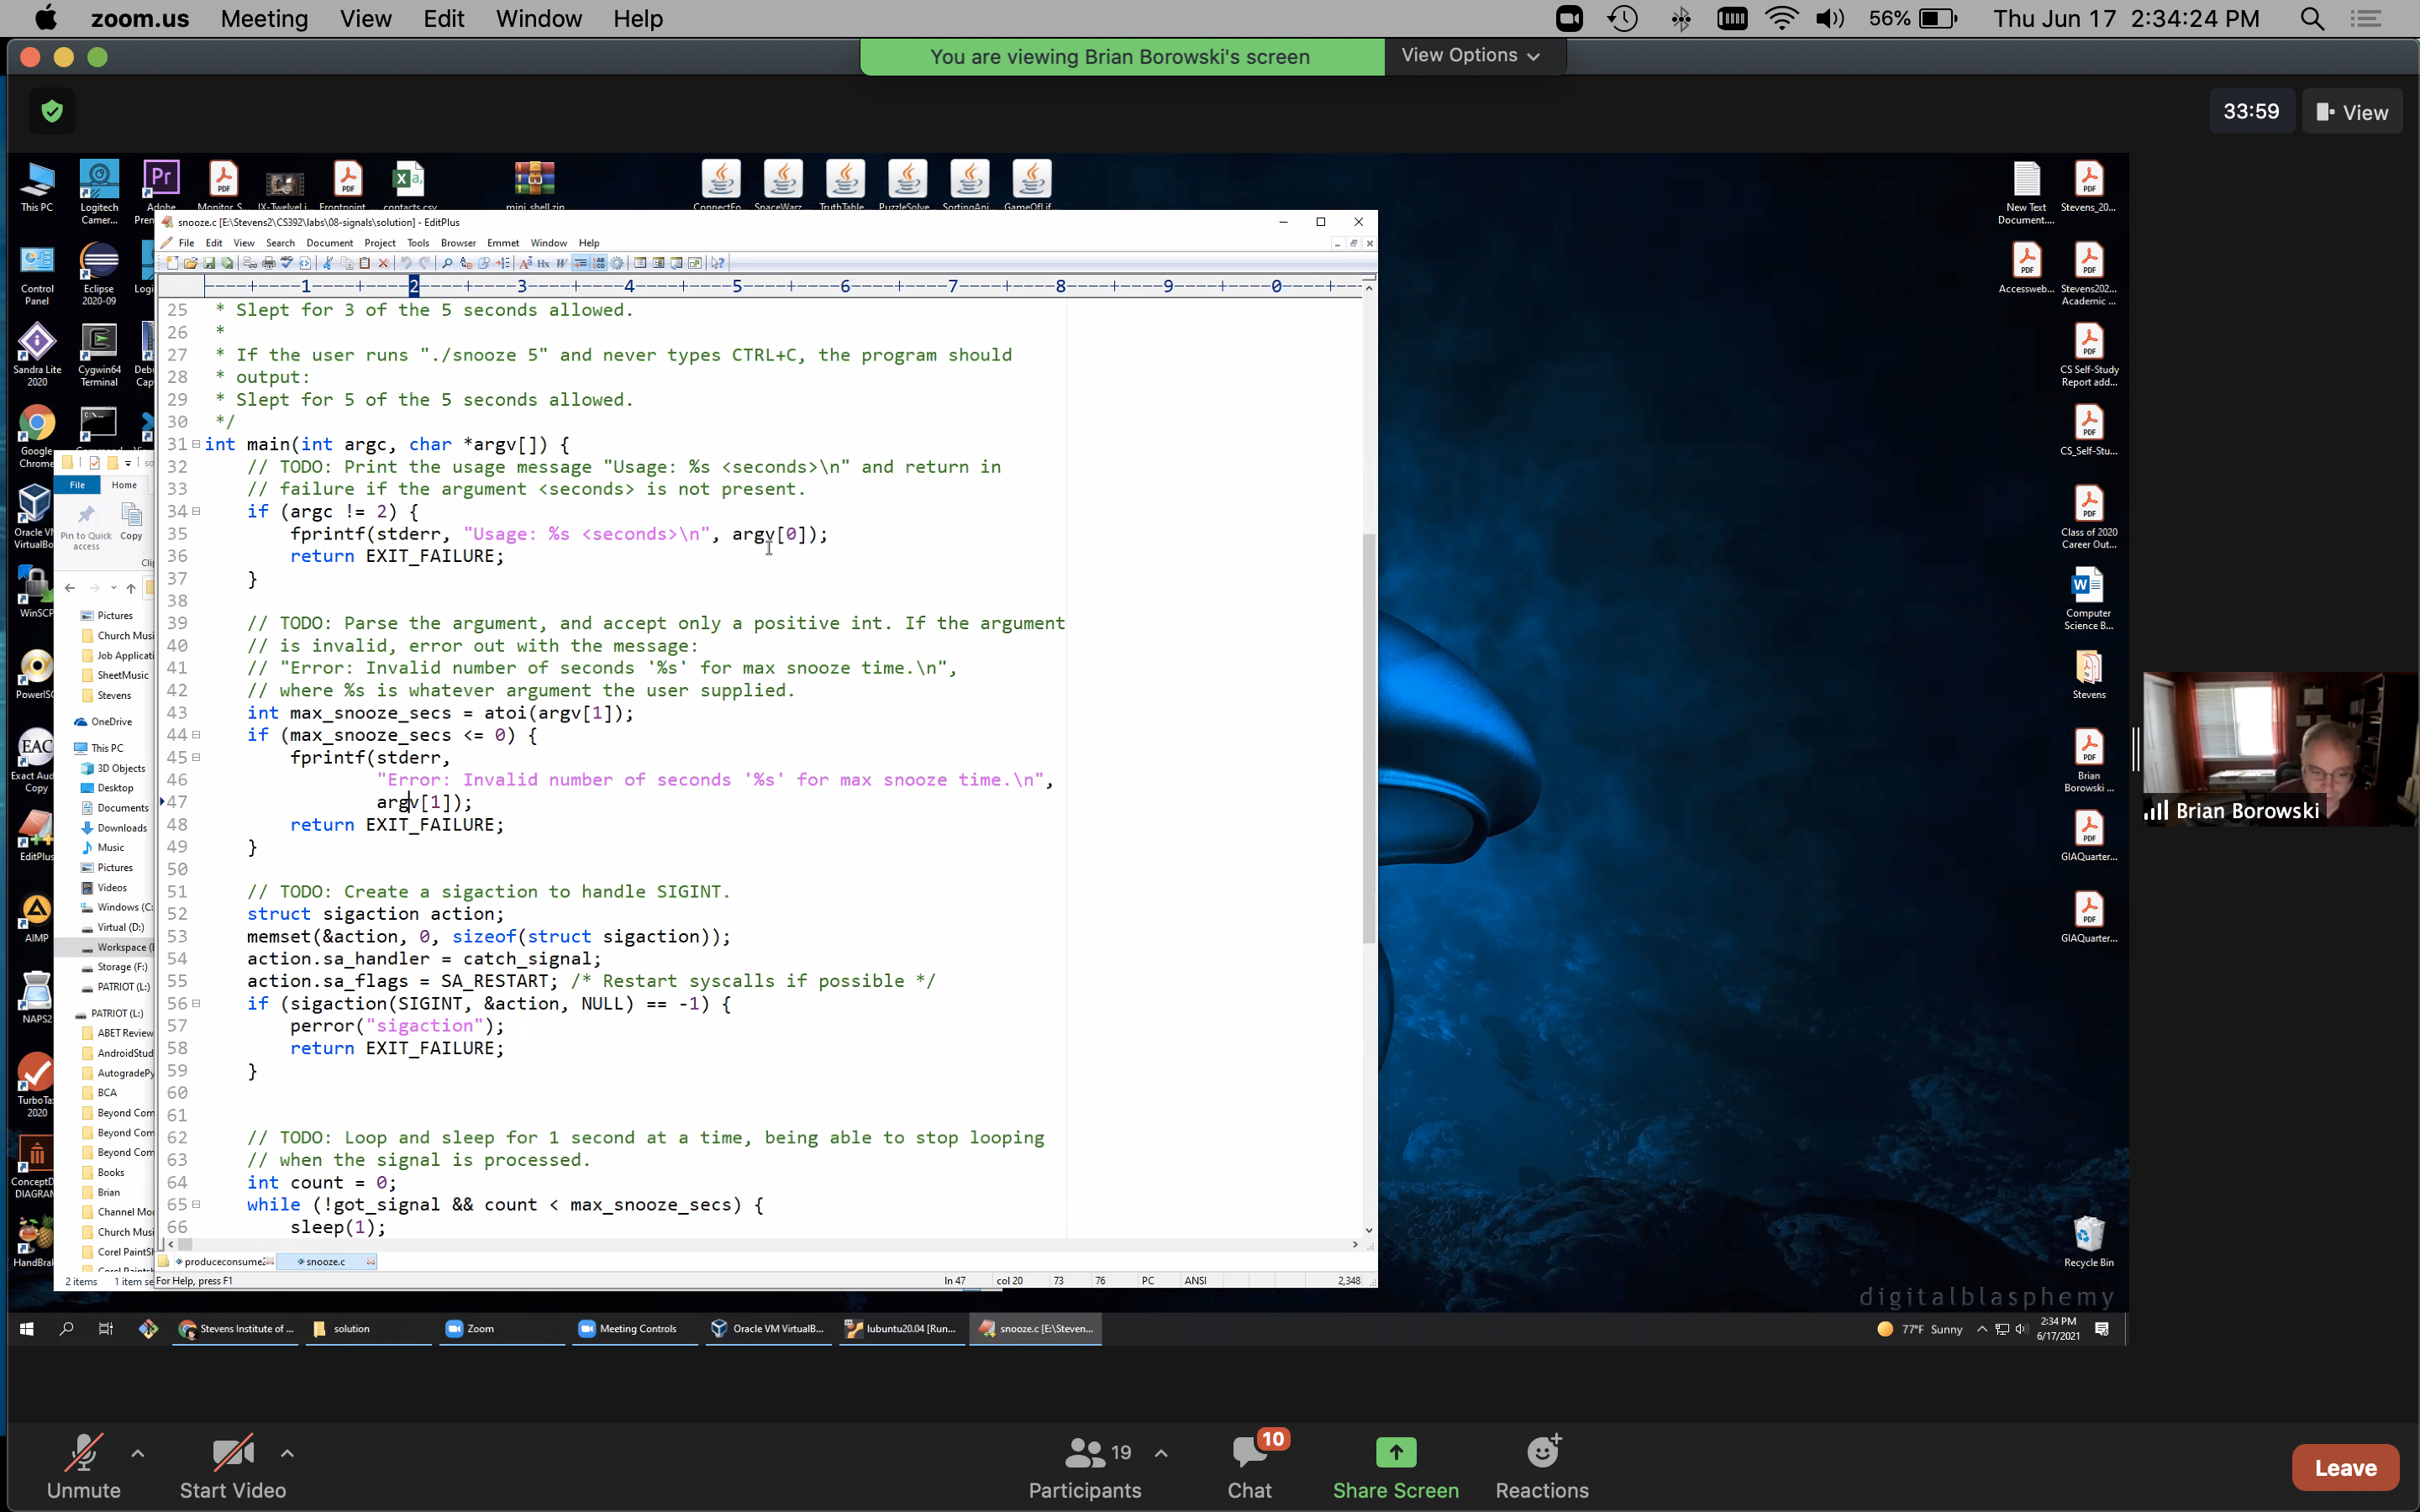 zoom.us Meeting View Edit Window Help
56% Thu Jun 17 2:34:24 PM
You are viewing Brian Borowski's screen View Options
33:59 View
This PC
Logitech Camer...
Adobe
Monitor_S...
contacts.csv
mini_shell.zip
ConnectFo...
SpaceWarz...
TruthTable...
PuzzleSolve...
SortingAni...
GameOfLif...
New Text Document....
Stevens_20...
Control Panel
Eclipse 2020-09
Accessweb...
Stevens202... Academic ...
Sandra Lite 2020
Cygwin64 Terminal
CS Self-Study Report add...
Google Chrome
CS_Self-Stu...
Class of 2020 Career Out...
Computer Science B...
Stevens
Brian Borowski ...
GIAQuarter...
GIAQuarter...
Recycle Bin
WinSCP
EAC
Exact Aud Copy
EditPlus
AIMP
NAPS2
TurboTa 2020
ConceptD DIAGRAM
HandBra
File Home
Pin to Quick access
Copy
Pictures
Church Musi
Job Applicati
SheetMusic
Stevens
OneDrive
This PC
3D Objects
Desktop
Documents
Downloads
Music
Pictures
Videos
Windows (C:
Virtual (D:)
Workspace (E
Storage (F:)
PATRIOT (L:)
PATRIOT (L:)
ABET Review
AndroidStud
AutogradePy
BCA
Beyond Com
Beyond Com
Beyond Com
Books
Brian
Channel Mo
Church Musi
Corel PaintSh
2 items 1 item se
snooze.c [E:\Stevens2\CS392\labs\08-signals\solution] - EditPlus
File Edit View Search Document Project Tools Browser Emmet Window Help
----+----1----+----2----+----3----+----4----+----5----+----6----+----7----+----8----+----9----+----0----+--
25 * Slept for 3 of the 5 seconds allowed.
26 *
27 * If the user runs "./snooze 5" and never types CTRL+C, the program should
28 * output:
29 * Slept for 5 of the 5 seconds allowed.
30 */
31 int main(int argc, char *argv[]) {
32 // TODO: Print the usage message "Usage: %s <seconds>\n" and return in
33 // failure if the argument <seconds> is not present.
34 if (argc != 2) {
35 fprintf(stderr, "Usage: %s <seconds>\n", argv[0]);
36 return EXIT_FAILURE;
37 }
38
39 // TODO: Parse the argument, and accept only a positive int. If the argument
40 // is invalid, error out with the message:
41 // "Error: Invalid number of seconds '%s' for max snooze time.\n",
42 // where %s is whatever argument the user supplied.
43 int max_snooze_secs = atoi(argv[1]);
44 if (max_snooze_secs <= 0) {
45 fprintf(stderr,
46 "Error: Invalid number of seconds '%s' for max snooze time.\n",
47 argv[1]);
48 return EXIT_FAILURE;
49 }
50
51 // TODO: Create a sigaction to handle SIGINT.
52 struct sigaction action;
53 memset(&action, 0, sizeof(struct sigaction));
54 action.sa_handler = catch_signal;
55 action.sa_flags = SA_RESTART; /* Restart syscalls if possible */
56 if (sigaction(SIGINT, &action, NULL) == -1) {
57 perror("sigaction");
58 return EXIT_FAILURE;
59 }
60
61
62 // TODO: Loop and sleep for 1 second at a time, being able to stop looping
63 // when the signal is processed.
64 int count = 0;
65 while (!got_signal && count < max_snooze_secs) {
66 sleep(1);
snooze.c
For Help, press F1 ln 47 col 20 73 76 PC ANSI 2,348
Brian Borowski
digitalblasphemy
Stevens Institute of ... solution Zoom Meeting Controls Oracle VM VirtualB... lubuntu20.04 [Run... snooze.c [E:\Steven...
77°F Sunny 2:34 PM
6/17/2021
19 10
Unmute Start Video Participants Chat Share Screen Reactions Leave